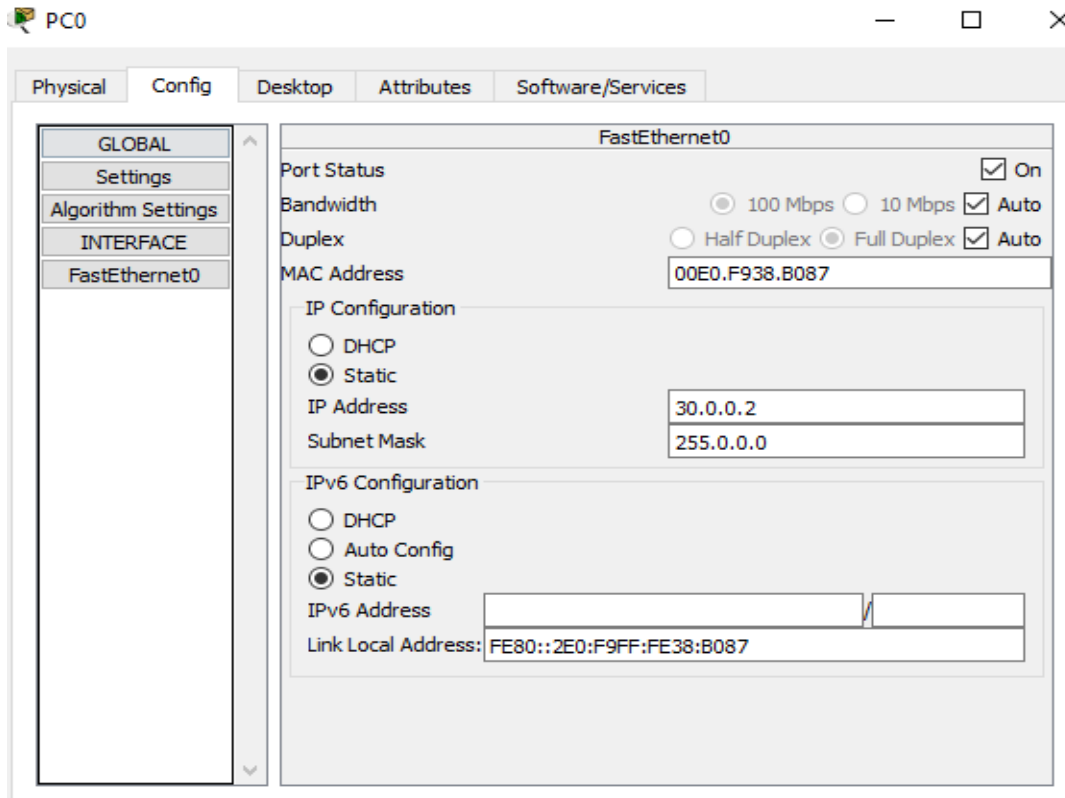 PC0
Physical Config Desktop Attributes Software/Services
GLOBAL
Settings
Algorithm Settings
INTERFACE
FastEthernet0
FastEthernet0
Port Status On
Bandwidth 100 Mbps 10 Mbps Auto
Duplex Half Duplex Full Duplex Auto
MAC Address 00E0.F938.B087
IP Configuration
DHCP
Static
IP Address 30.0.0.2
Subnet Mask 255.0.0.0
IPv6 Configuration
DHCP
Auto Config
Static
IPv6 Address /
Link Local Address: FE80::2E0:F9FF:FE38:B087